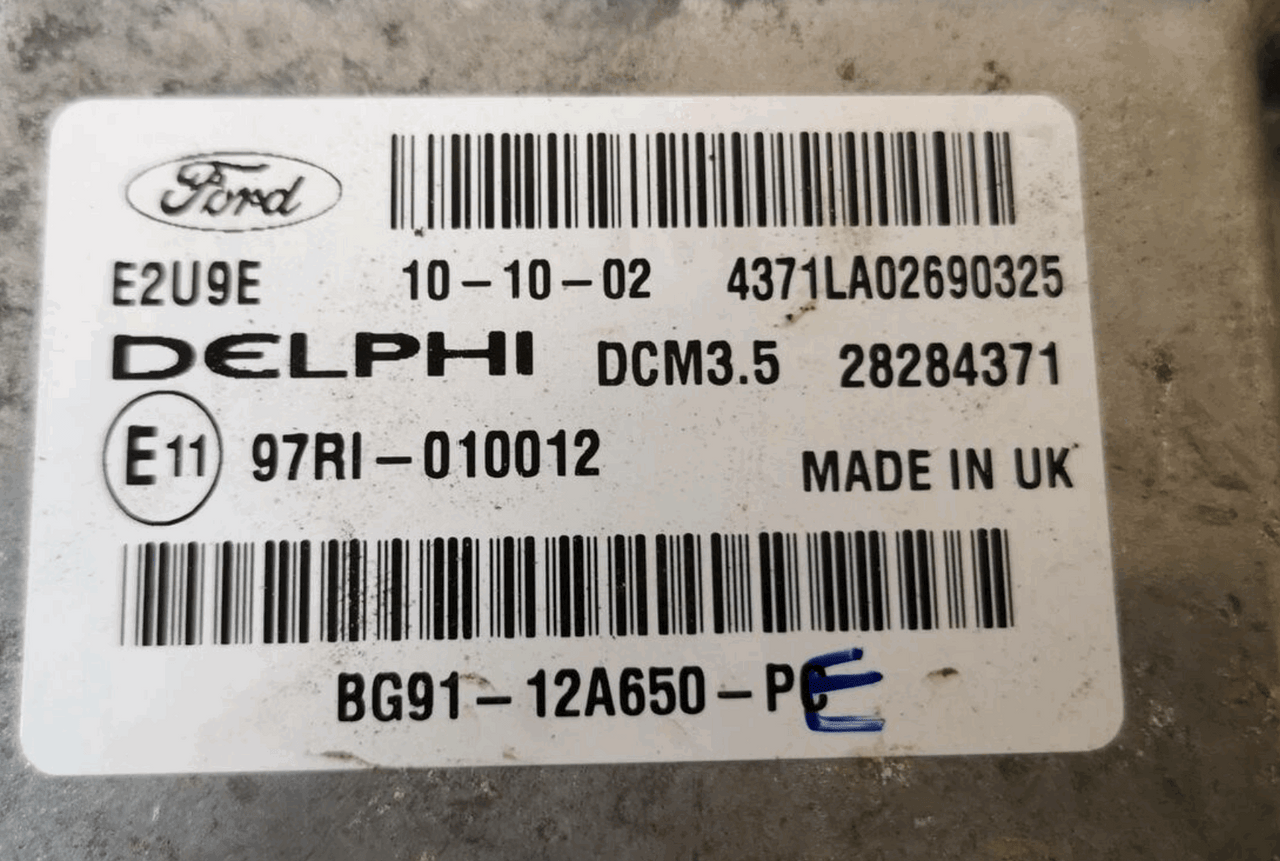 Ford
E2U9E 10-10-02 4371LA02690325
DELPHI DCM3.5 28284371
E11 97RI-010012
MADE IN UK
BG91-12A650-PC E